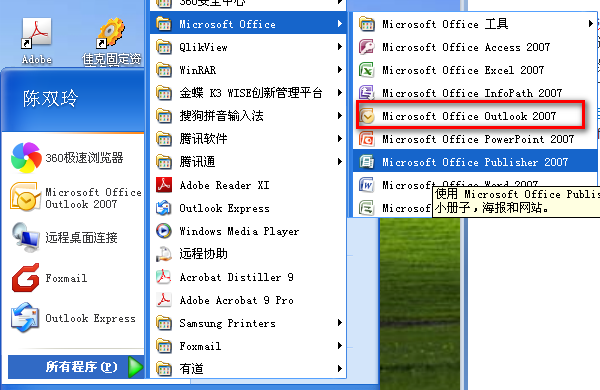 Adobe
佳克固定资
陈双玲
360极速浏览器
Microsoft Office
Outlook 2007
远程桌面连接
Foxmail
Outlook Express
所有程序(P)
360安全中心
Microsoft Office
QlikView
WinRAR
金蝶 K3 WISE创新管理平台
搜狗拼音输入法
腾讯软件
腾讯通
Adobe Reader XI
Outlook Express
Windows Media Player
远程协助
Acrobat Distiller 9
Adobe Acrobat 9 Pro
Samsung Printers
Foxmail
有道
Microsoft Office 工具
Microsoft Office Access 2007
Microsoft Office Excel 2007
Microsoft Office InfoPath 2007
Microsoft Office Outlook 2007
Microsoft Office PowerPoint 2007
Microsoft Office Publisher 2007
Microsoft Office Word 2007
使用 Microsoft Office Publis
小册子，海报和网站。